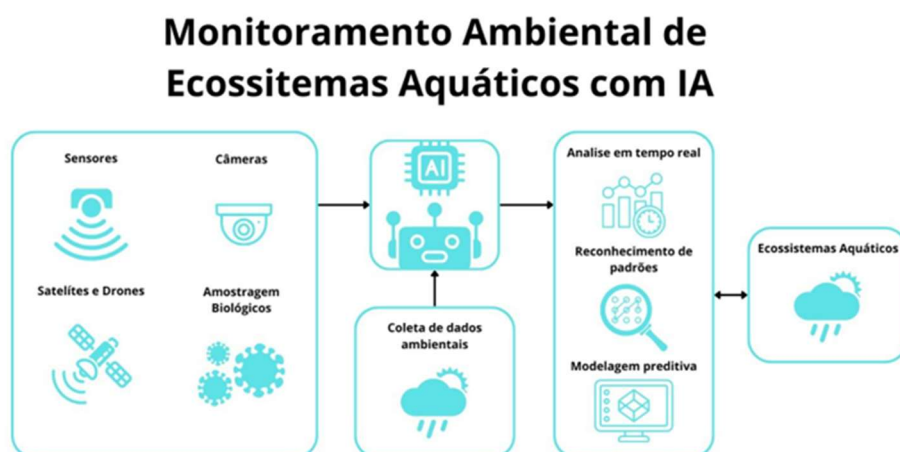 Monitoramento Ambiental de
Ecossitemas Aquáticos com IA
Sensores
Câmeras
Satelítes e Drones
Amostragem
Biológicos
AI
Coleta de dados
ambientais
Analise em tempo real
Reconhecimento de
padrões
Modelagem preditiva
Ecossistemas Aquáticos